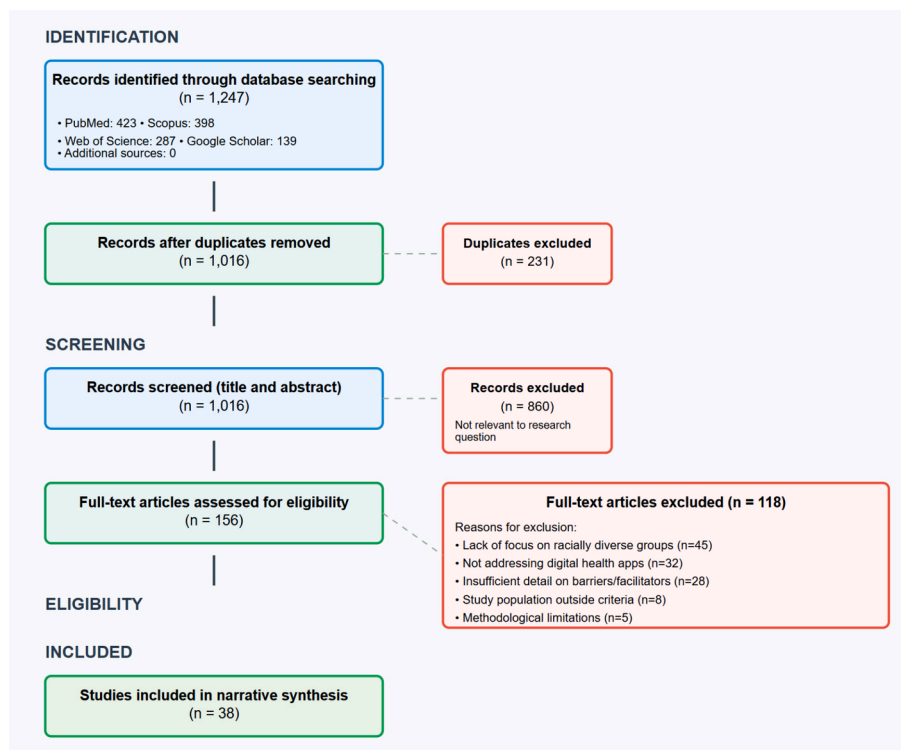 IDENTIFICATION
Records identified through database searching
(n = 1,247)
• PubMed: 423 • Scopus: 398
• Web of Science: 287 • Google Scholar: 139
• Additional sources: 0
Records after duplicates removed
(n = 1,016)
Duplicates excluded
(n = 231)
SCREENING
Records screened (title and abstract)
(n = 1,016)
Records excluded
(n = 860)
Not relevant to research
question
Full-text articles assessed for eligibility
(n = 156)
Full-text articles excluded (n = 118)
Reasons for exclusion:
• Lack of focus on racially diverse groups (n=45)
• Not addressing digital health apps (n=32)
• Insufficient detail on barriers/facilitators (n=28)
• Study population outside criteria (n=8)
• Methodological limitations (n=5)
ELIGIBILITY
INCLUDED
Studies included in narrative synthesis
(n = 38)